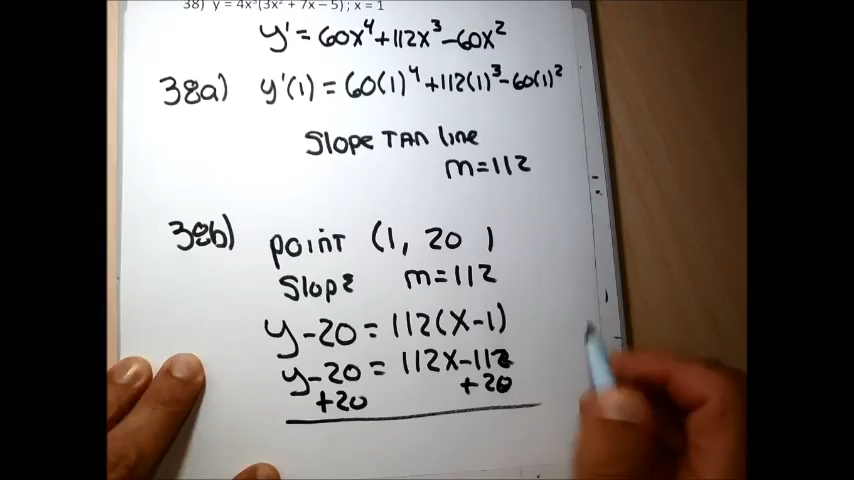 38) y = 4x³(3x² + 7x – 5) ; x = 1
y' = 60x⁴+112x³-60x²
38a) y'(1) = 60(1)⁴+112(1)³-60(1)²
Slope TAN line
m=112
38b) point (1, 20 )
Slope m=112
y-20 = 112(x-1)
y-20 = 112x-112
+20 +20